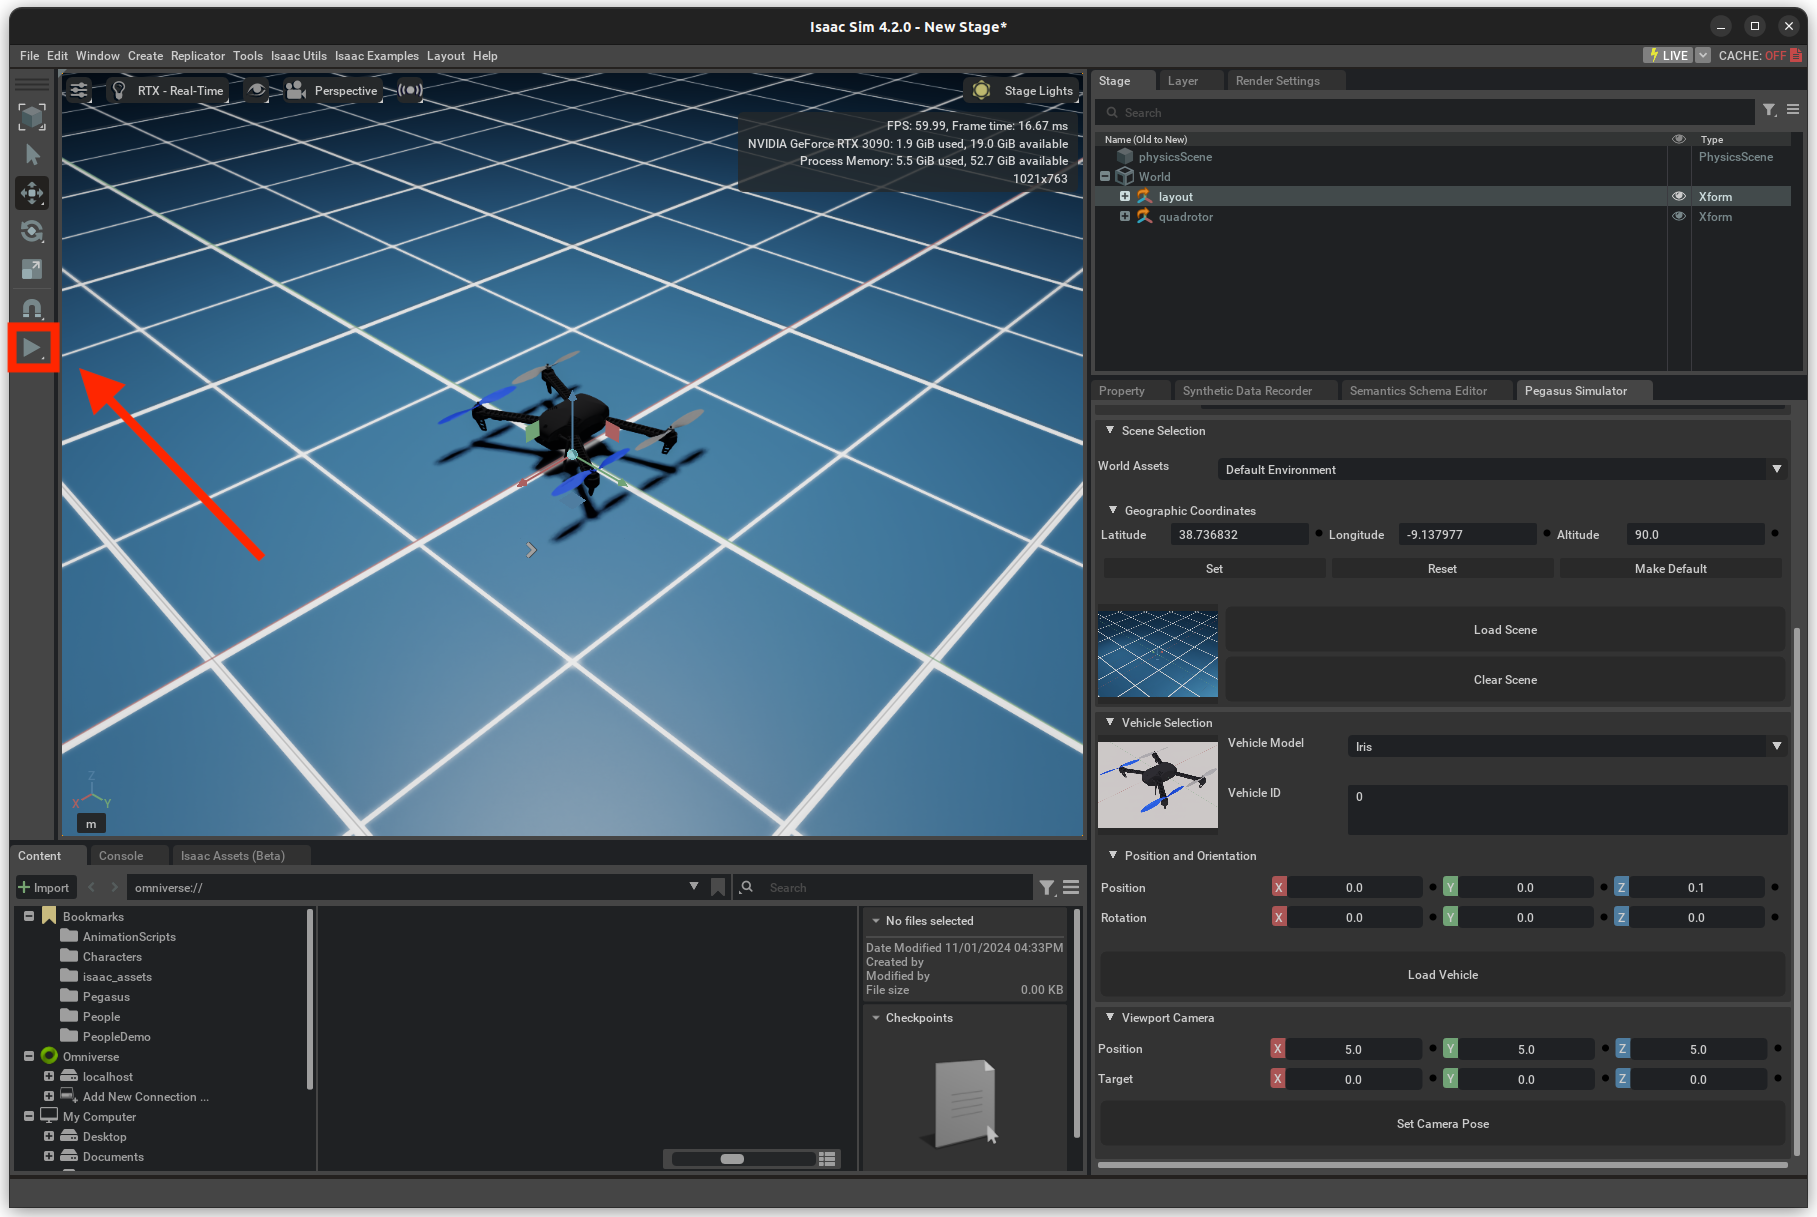 Isaac Sim 4.2.0 - New Stage*
File Edit Window Create Replicator Tools Isaac Utils Isaac Examples Layout Help
LIVE CACHE: OFF
RTX - Real-Time
Perspective
Stage Lights
FPS: 59.99, Frame time: 16.67 ms
NVIDIA GeForce RTX 3090: 1.9 GiB used, 19.0 GiB available
Process Memory: 5.5 GiB used, 52.7 GiB available
1021x763
Z
X Y
m
Stage Layer Render Settings
Search
Name (Old to New) Type
physicsScene PhysicsScene
World
layout Xform
quadrotor Xform
Property Synthetic Data Recorder Semantics Schema Editor Pegasus Simulator
Scene Selection
World Assets Default Environment
Geographic Coordinates
Latitude 38.736832 Longitude -9.137977 Altitude 90.0
Set Reset Make Default
Load Scene
Clear Scene
Vehicle Selection
Vehicle Model Iris
Vehicle ID 0
Position and Orientation
Position X 0.0 Y 0.0 Z 0.1
Rotation X 0.0 Y 0.0 Z 0.0
Load Vehicle
Viewport Camera
Position X 5.0 Y 5.0 Z 5.0
Target X 0.0 Y 0.0 Z 0.0
Set Camera Pose
Content Console Isaac Assets (Beta)
Import omniverse:// Search
Bookmarks
AnimationScripts
Characters
isaac_assets
Pegasus
People
PeopleDemo
Omniverse
localhost
Add New Connection ...
My Computer
Desktop
Documents
No files selected
Date Modified 11/01/2024 04:33PM
Created by
Modified by
File size 0.00 KB
Checkpoints